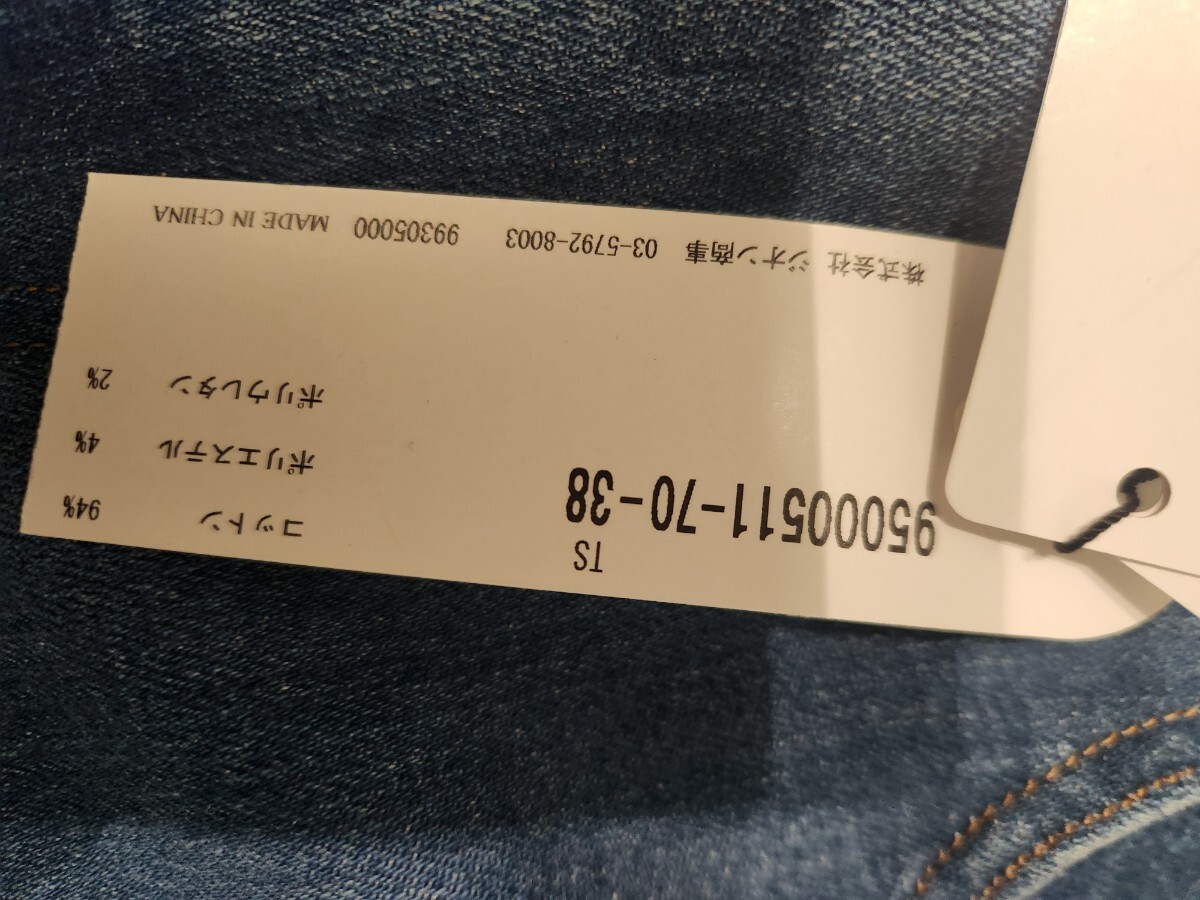 TS
95000511-70-38
コットン 94%
ポリエステル 4%
ポリウレタン 2%
株式会社 ジオン商事 03-5792-8003 99305000 MADE IN CHINA